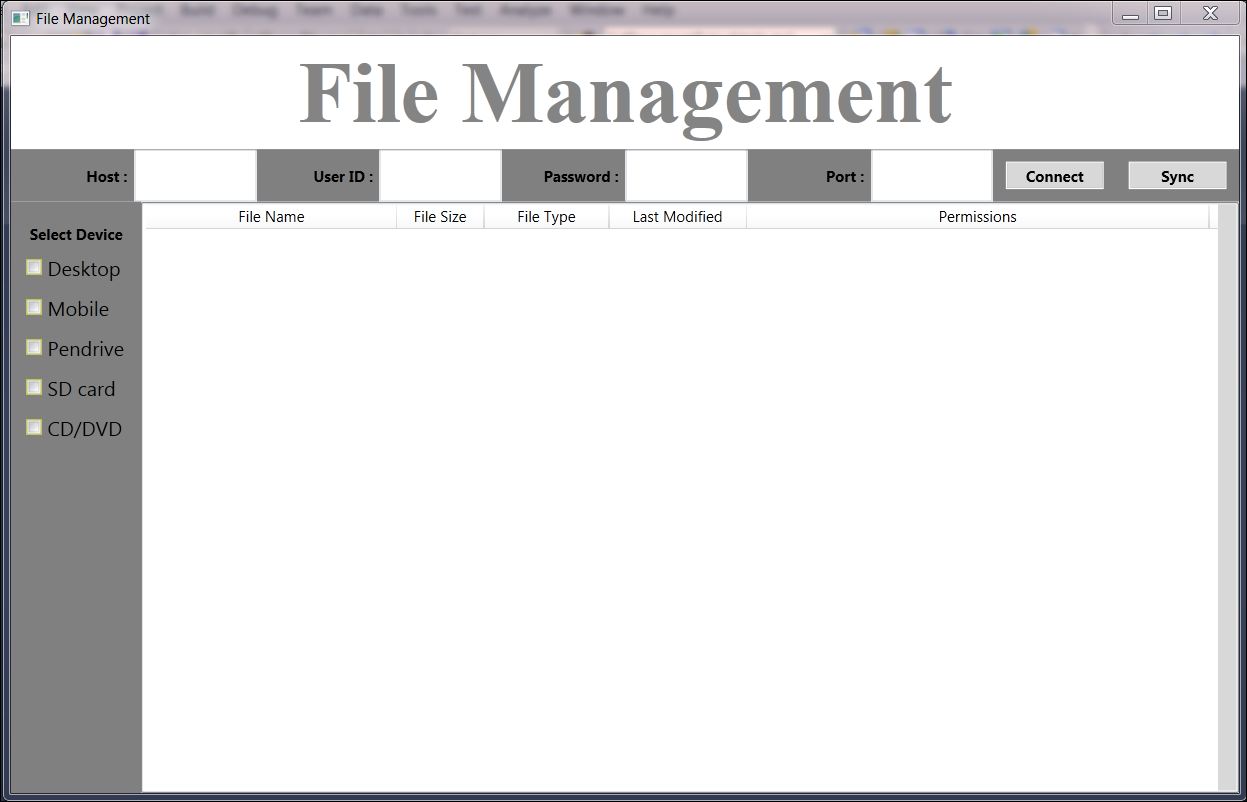 File Management
File Management
Host : User ID : Password : Port : Connect Sync
File Name File Size File Type Last Modified Permissions
Select Device
Desktop
Mobile
Pendrive
SD card
CD/DVD